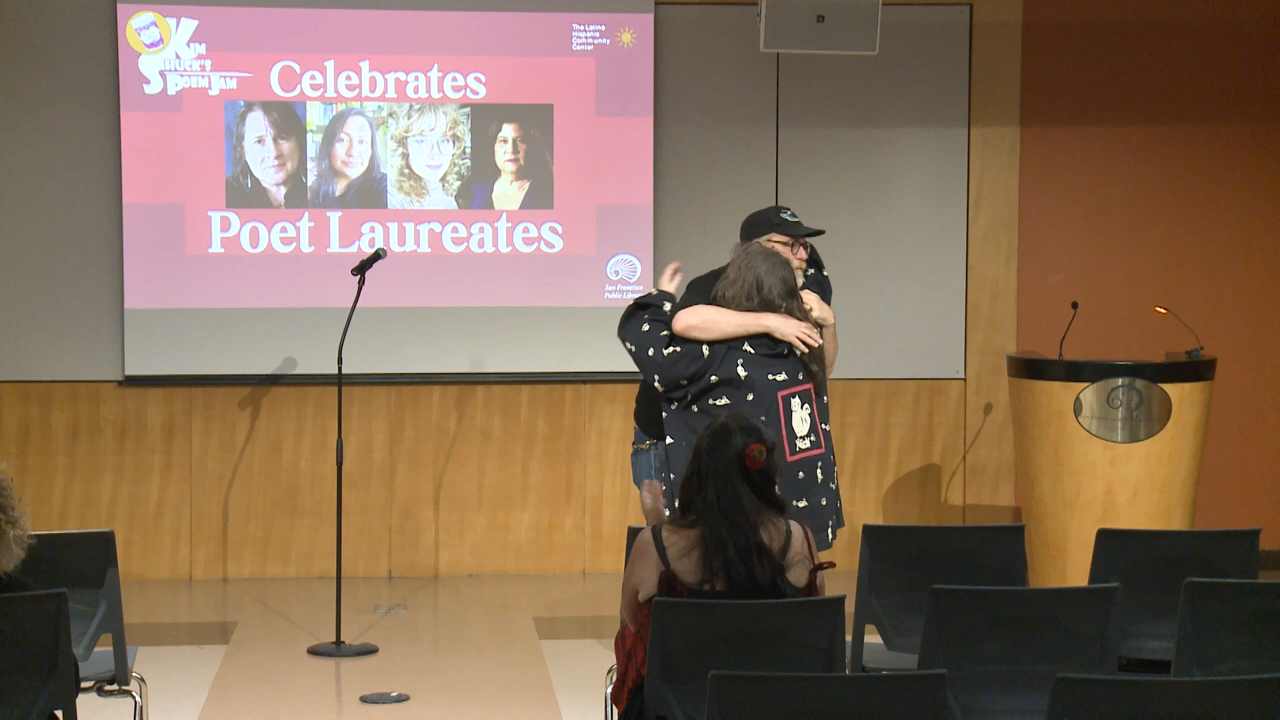 Kim
Shuck's
Poem Jam
The Latino
Hispanic
Community
Center
Celebrates
Poet Laureates
San Francisco
Public Library